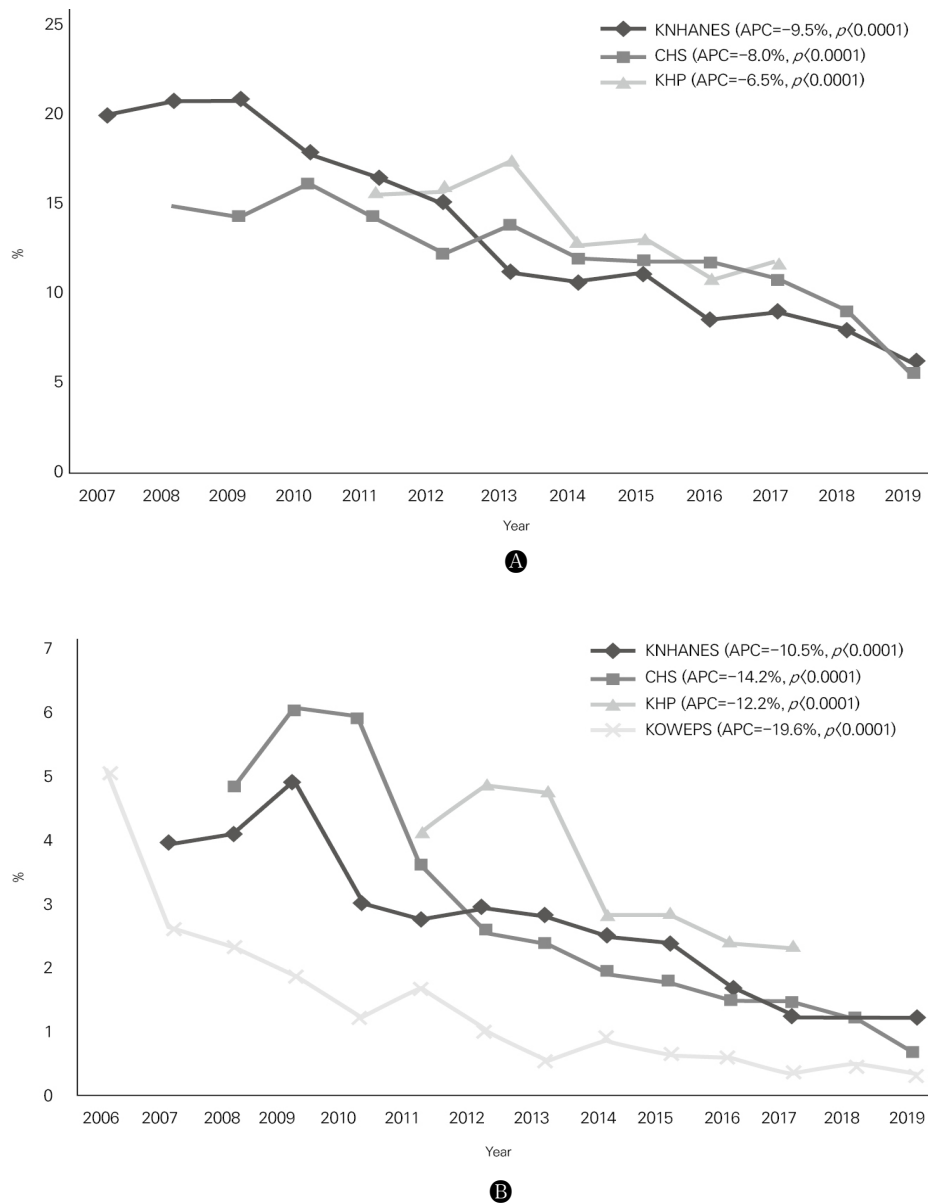 25
20
15
10
5
0
%
KNHANES (APC=−9.5%, p⟨0.0001)
CHS (APC=−8.0%, p⟨0.0001)
KHP (APC=−6.5%, p⟨0.0001)
2007 2008 2009 2010 2011 2012 2013 2014 2015 2016 2017 2018 2019
Year
A
7
6
5
4
3
2
1
0
%
KNHANES (APC=−10.5%, p⟨0.0001)
CHS (APC=−14.2%, p⟨0.0001)
KHP (APC=−12.2%, p⟨0.0001)
KOWEPS (APC=−19.6%, p⟨0.0001)
2006 2007 2008 2009 2010 2011 2012 2013 2014 2015 2016 2017 2018 2019
Year
B